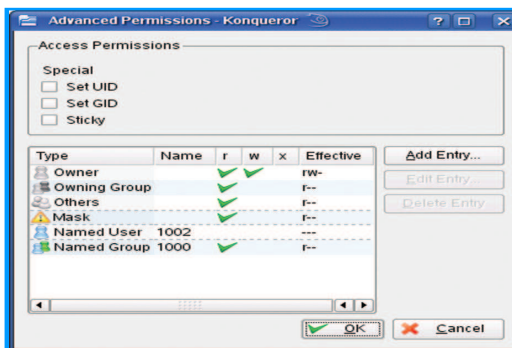 Advanced Permissions - Konqueror
Access Permissions
Special
Set UID
Set GID
Sticky
Type Name r w x Effective
Owner rw-
Owning Group r--
Others r--
Mask r--
Named User 1002 ---
Named Group 1000 r--
Add Entry...
Edit Entry...
Delete Entry
OK
Cancel